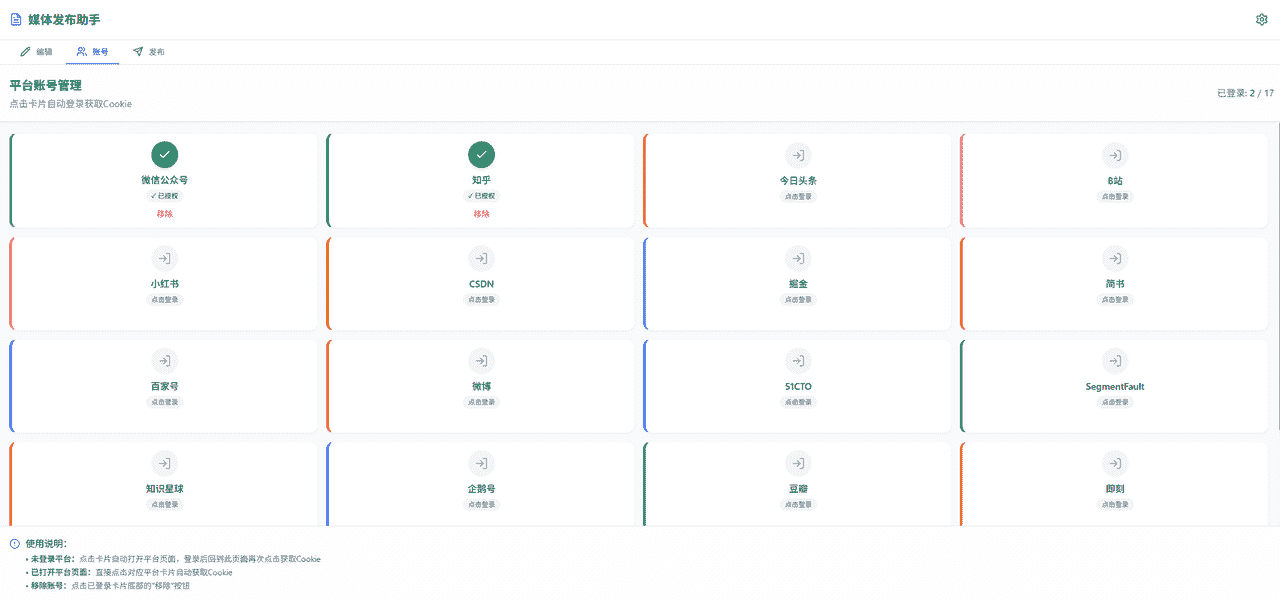 媒体发布助手
编辑 账号 发布
平台账号管理
点击卡片自动登录获取Cookie
已登录: 2 / 17
微信公众号
✓ 已授权
移除
知乎
✓ 已授权
移除
今日头条
点击登录
B站
点击登录
小红书
点击登录
CSDN
点击登录
掘金
点击登录
简书
点击登录
百家号
点击登录
微博
点击登录
51CTO
点击登录
SegmentFault
点击登录
知识星球
点击登录
企鹅号
点击登录
豆瓣
点击登录
即刻
点击登录
使用说明：
• 未登录平台：点击卡片自动打开平台页面，登录后回到此页摘再次点击获取Cookie
• 已打开平台页面：直接点击对应平台卡片自动获取Cookie
• 移除账号：点击已登录卡片底部的"移除"按钮